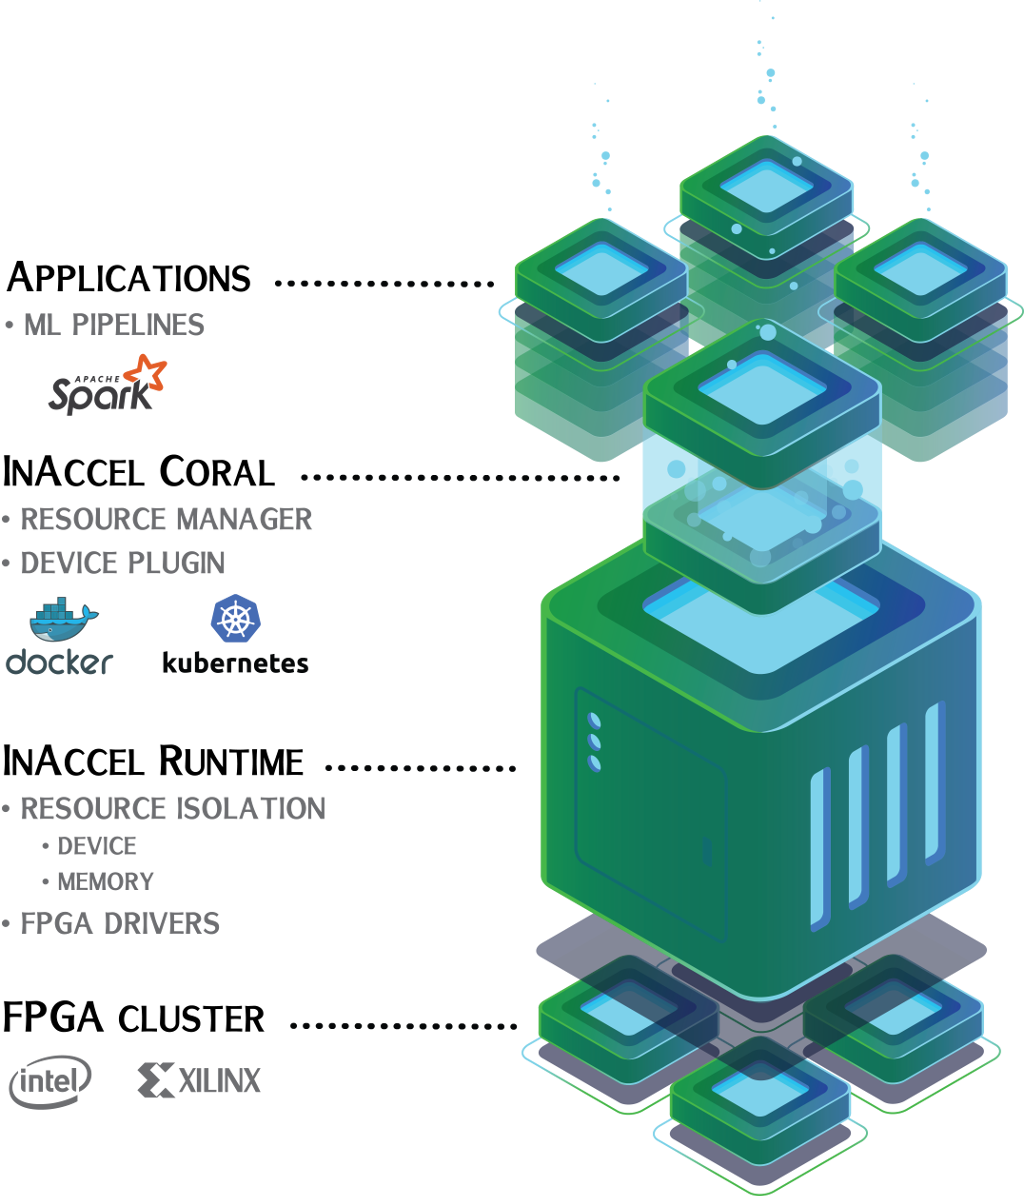 APPLICATIONS
• ML PIPELINES
APACHE
Spark
INACCEL CORAL
• RESOURCE MANAGER
• DEVICE PLUGIN
docker kubernetes
INACCEL RUNTIME
• RESOURCE ISOLATION
• DEVICE
• MEMORY
• FPGA DRIVERS
FPGA CLUSTER
intel XILINX